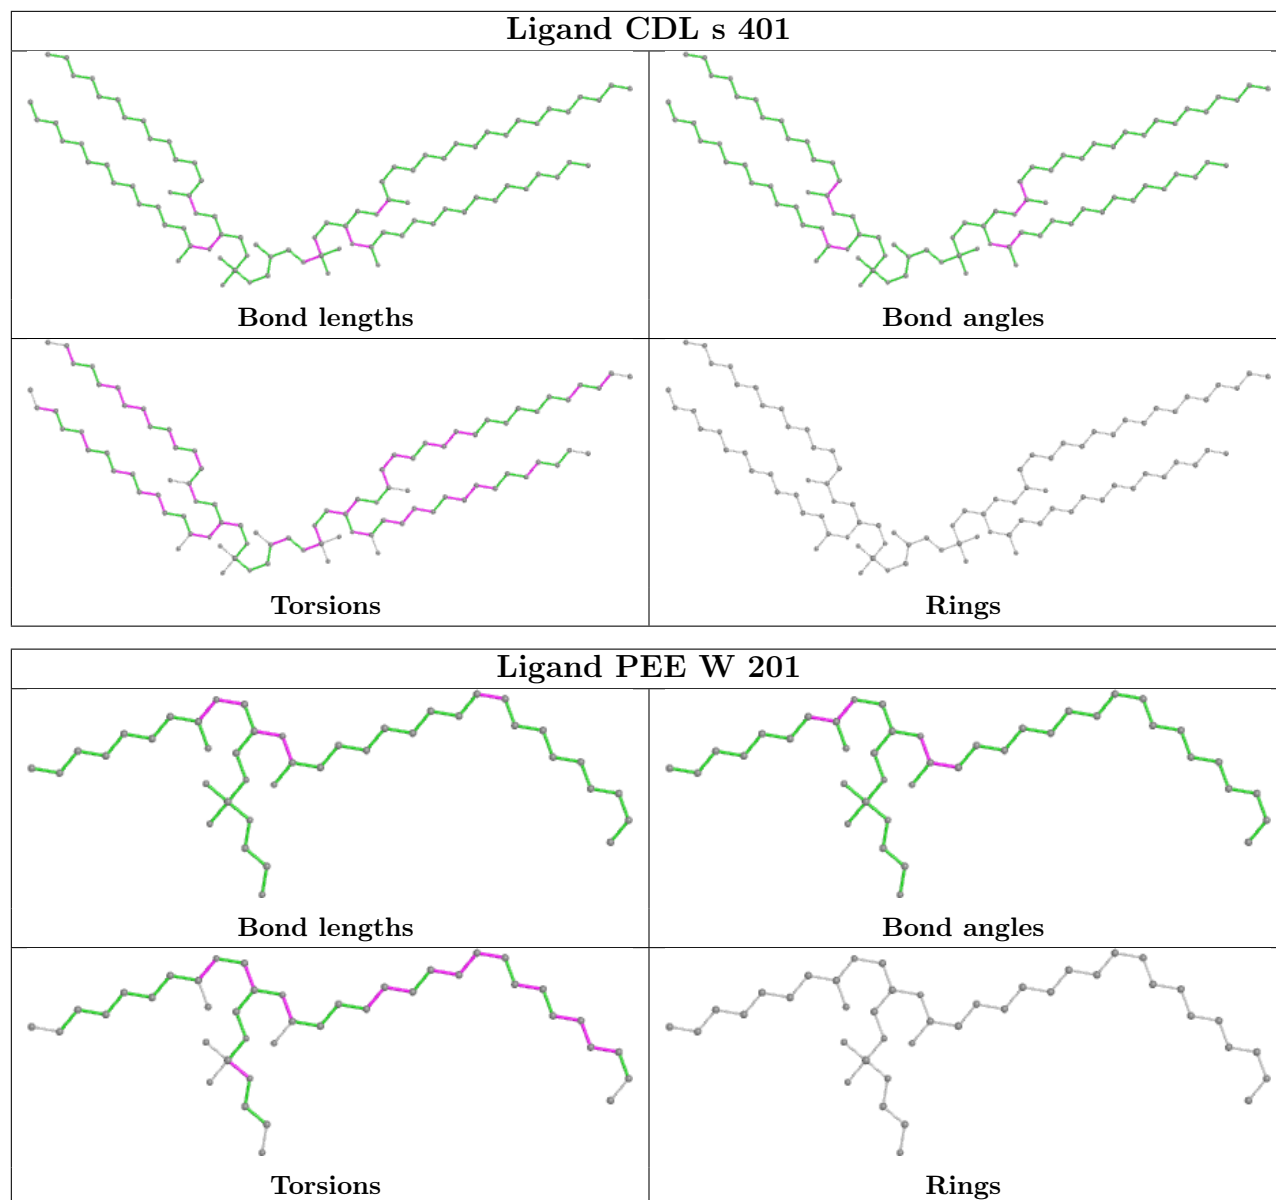 Ligand CDL s 401
Bond lengths
Bond angles
Torsions
Rings
Ligand PEE W 201
Bond lengths
Bond angles
Torsions
Rings